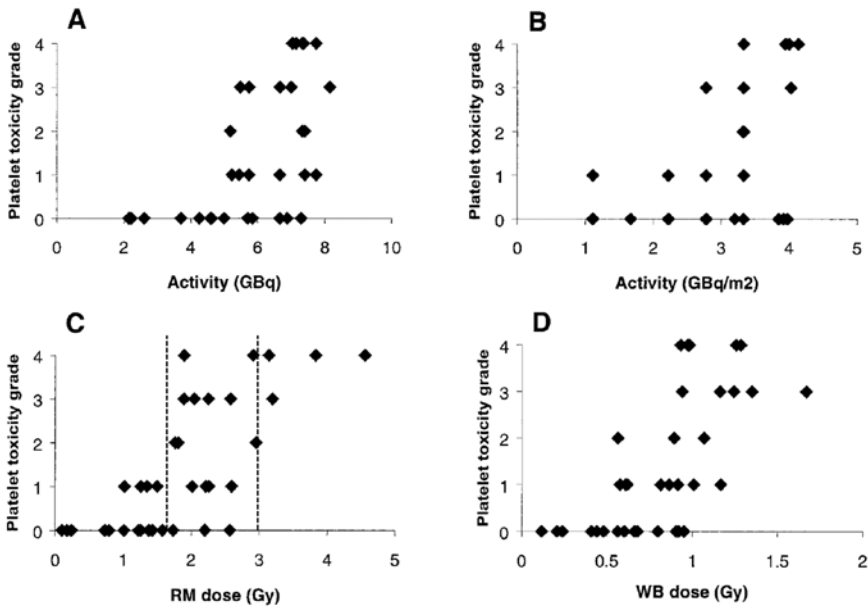 A
Platelet toxicity grade
4
3
2
1
0
0 2 4 6 8 10
Activity (GBq)
B
Platelet toxicity grade
4
3
2
1
0
0 1 2 3 4 5
Activity (GBq/m2)
C
Platelet toxicity grade
4
3
2
1
0
0 1 2 3 4 5
RM dose (Gy)
D
Platelet toxicity grade
4
3
2
1
0
0 0.5 1 1.5 2
WB dose (Gy)